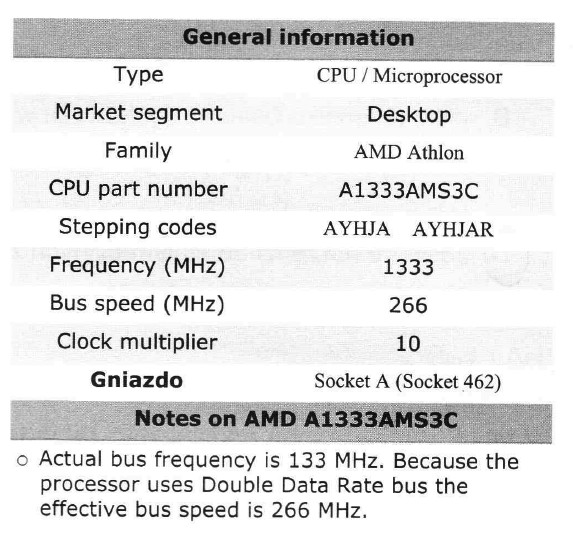 General information
Type CPU / Microprocessor
Market segment Desktop
Family AMD Athlon
CPU part number A1333AMS3C
Stepping codes AYHJA AYHJAR
Frequency (MHz) 1333
Bus speed (MHz) 266
Clock multiplier 10
Gniazdo Socket A (Socket 462)
Notes on AMD A1333AMS3C
○ Actual bus frequency is 133 MHz. Because the
processor uses Double Data Rate bus the
effective bus speed is 266 MHz.